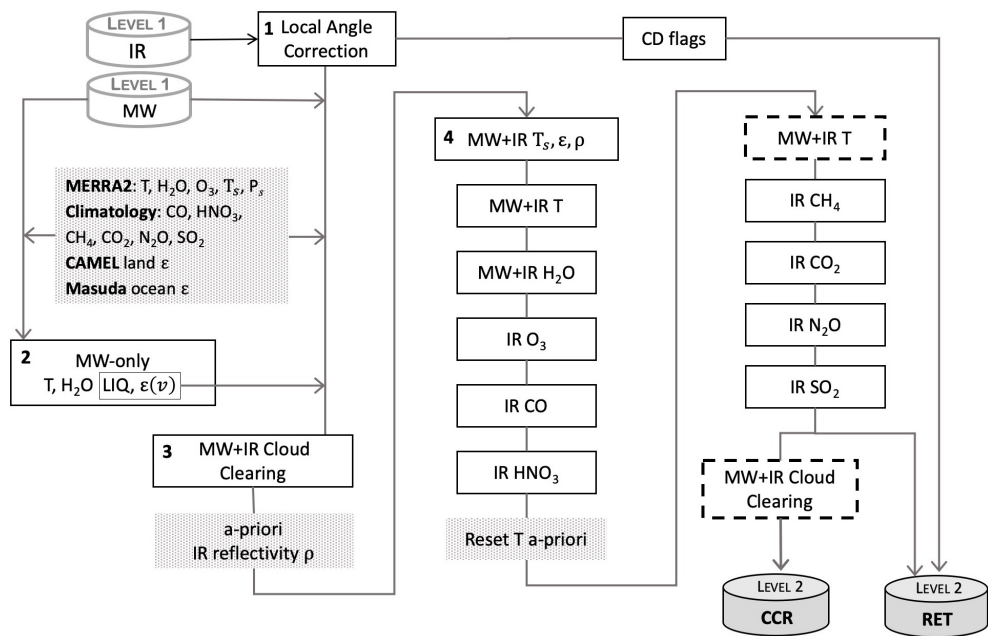 LEVEL 1
IR
1 Local Angle
Correction
CD flags
LEVEL 1
MW
MERRA2: T, H₂O, O₃, Tₛ, Pₛ
Climatology: CO, HNO₃,
CH₄, CO₂, N₂O, SO₂
CAMEL land ε
Masuda ocean ε
2
MW-only
T, H₂O LIQ, ε(v)
3 MW+IR Cloud
Clearing
a-priori
IR reflectivity ρ
4 MW+IR Tₛ, ε, ρ
MW+IR T
MW+IR H₂O
IR O₃
IR CO
IR HNO₃
Reset T a-priori
MW+IR T
IR CH₄
IR CO₂
IR N₂O
IR SO₂
MW+IR Cloud
Clearing
LEVEL 2
CCR
LEVEL 2
RET